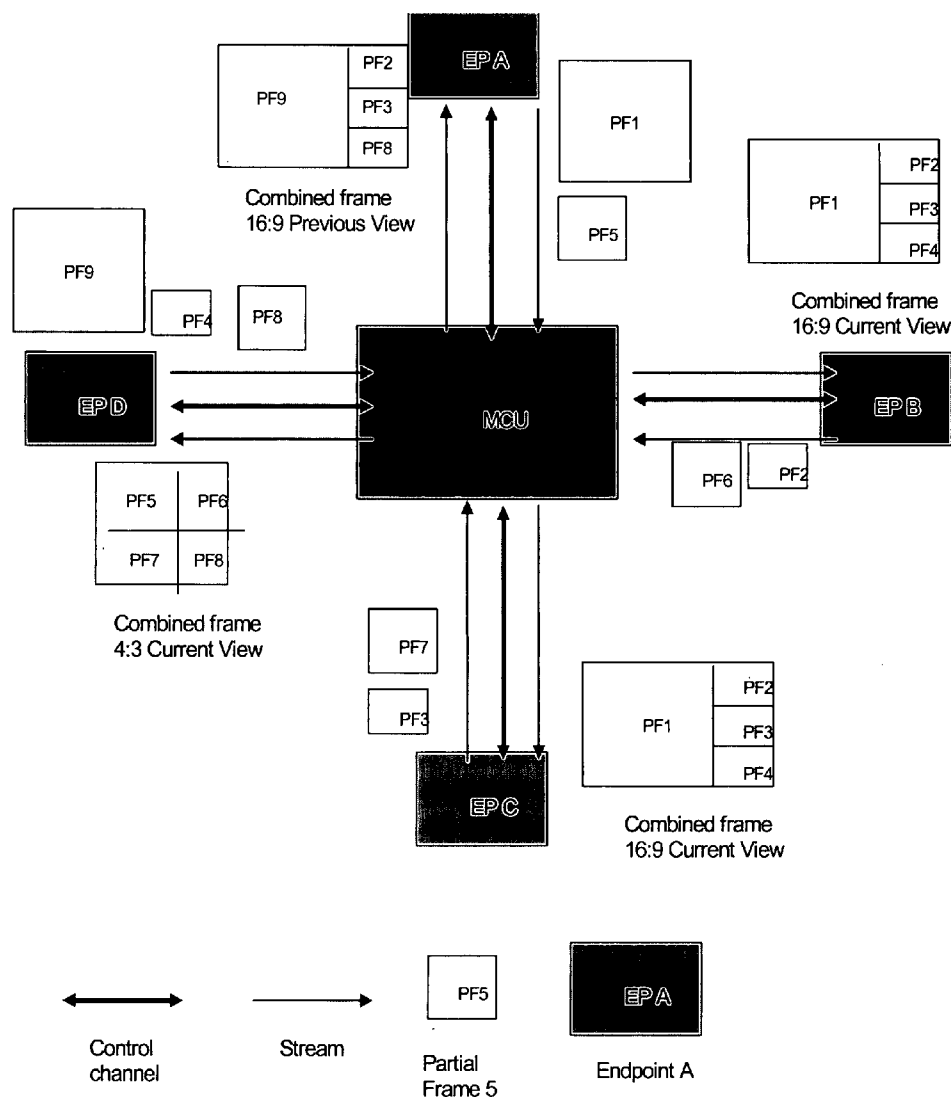 EP A
PF2
PF9
PF3
PF8
Combined frame
16:9 Previous View
PF1
PF5
PF2
PF1
PF3
PF4
Combined frame
16:9 Current View
PF9
PF4
PF8
EP D
MCU
EP B
PF6
PF2
PF5
PF6
PF7
PF8
Combined frame
4:3 Current View
PF7
PF3
EP C
PF2
PF1
PF3
PF4
Combined frame
16:9 Current View
PF5
EP A
Control
channel
Stream
Partial
Frame 5
Endpoint A